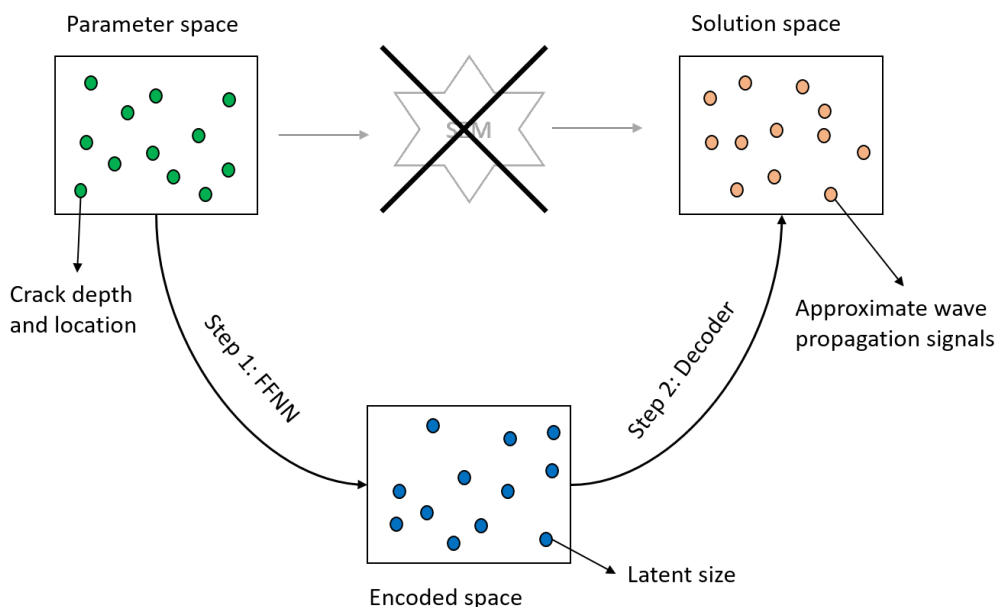 Parameter space
Solution space
SEM
Crack depth
and location
Approximate wave
propagation signals
Step 1: FFNN
Step 2: Decoder
Latent size
Encoded space